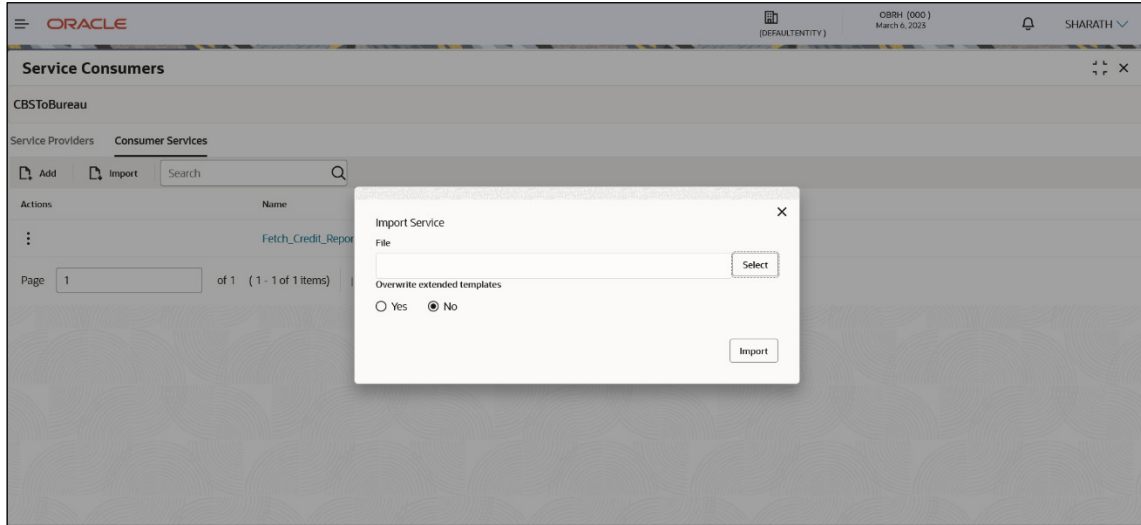 ORACLE
(DEFAULTENTITY)
OBRH (000)
March 6, 2023
SHARATH
Service Consumers
CBSToBureau
Service Providers Consumer Services
Add Import Search
Actions Name
Fetch_Credit_Repor
Page 1 of 1 (1 - 1 of 1 items)
Import Service
File
Select
Overwrite extended templates
Yes No
Import